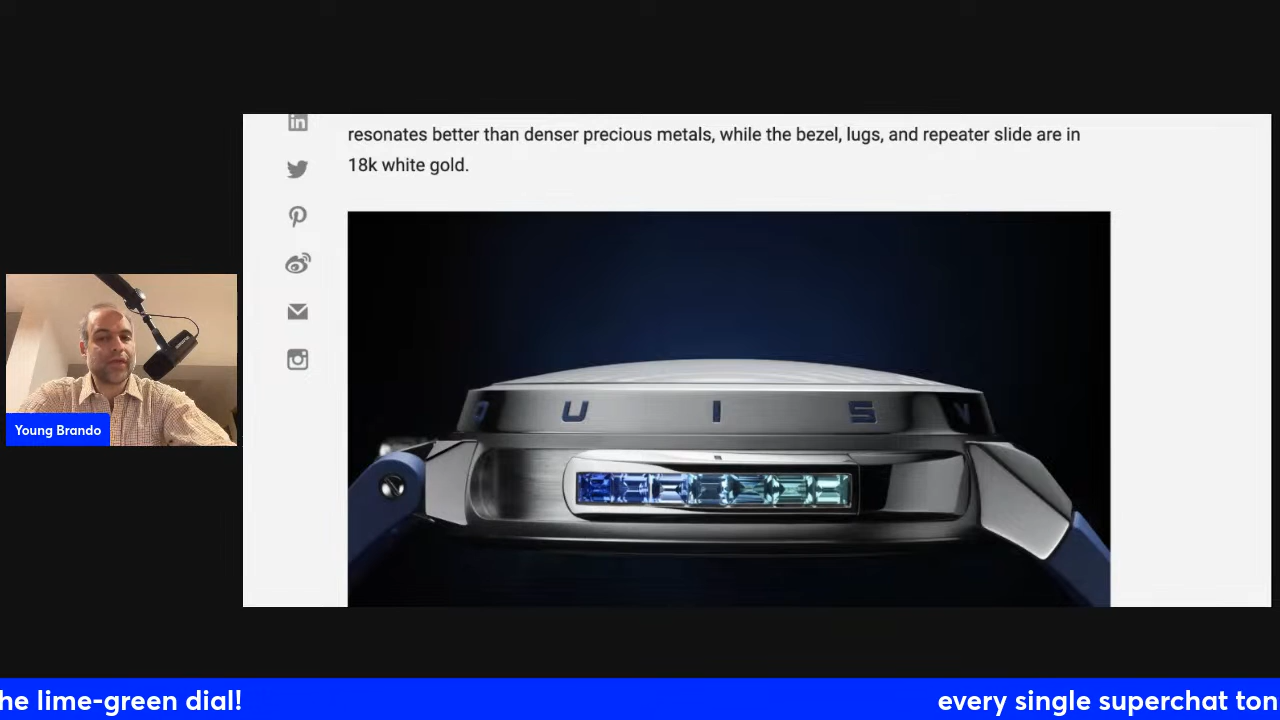 resonates better than denser precious metals, while the bezel, lugs, and repeater slide are in
18k white gold.
U I S
Young Brando
he lime-green dial!
every single superchat ton